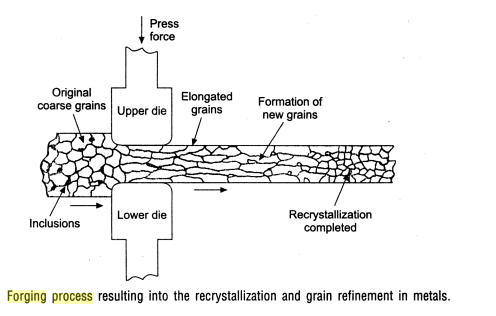 Press
force
Original
coarse grains
Upper die
Elongated
grains
Formation of
new grains
Inclusions
Lower die
Recrystallization
completed
Forging process resulting into the recrystallization and grain refinement in metals.